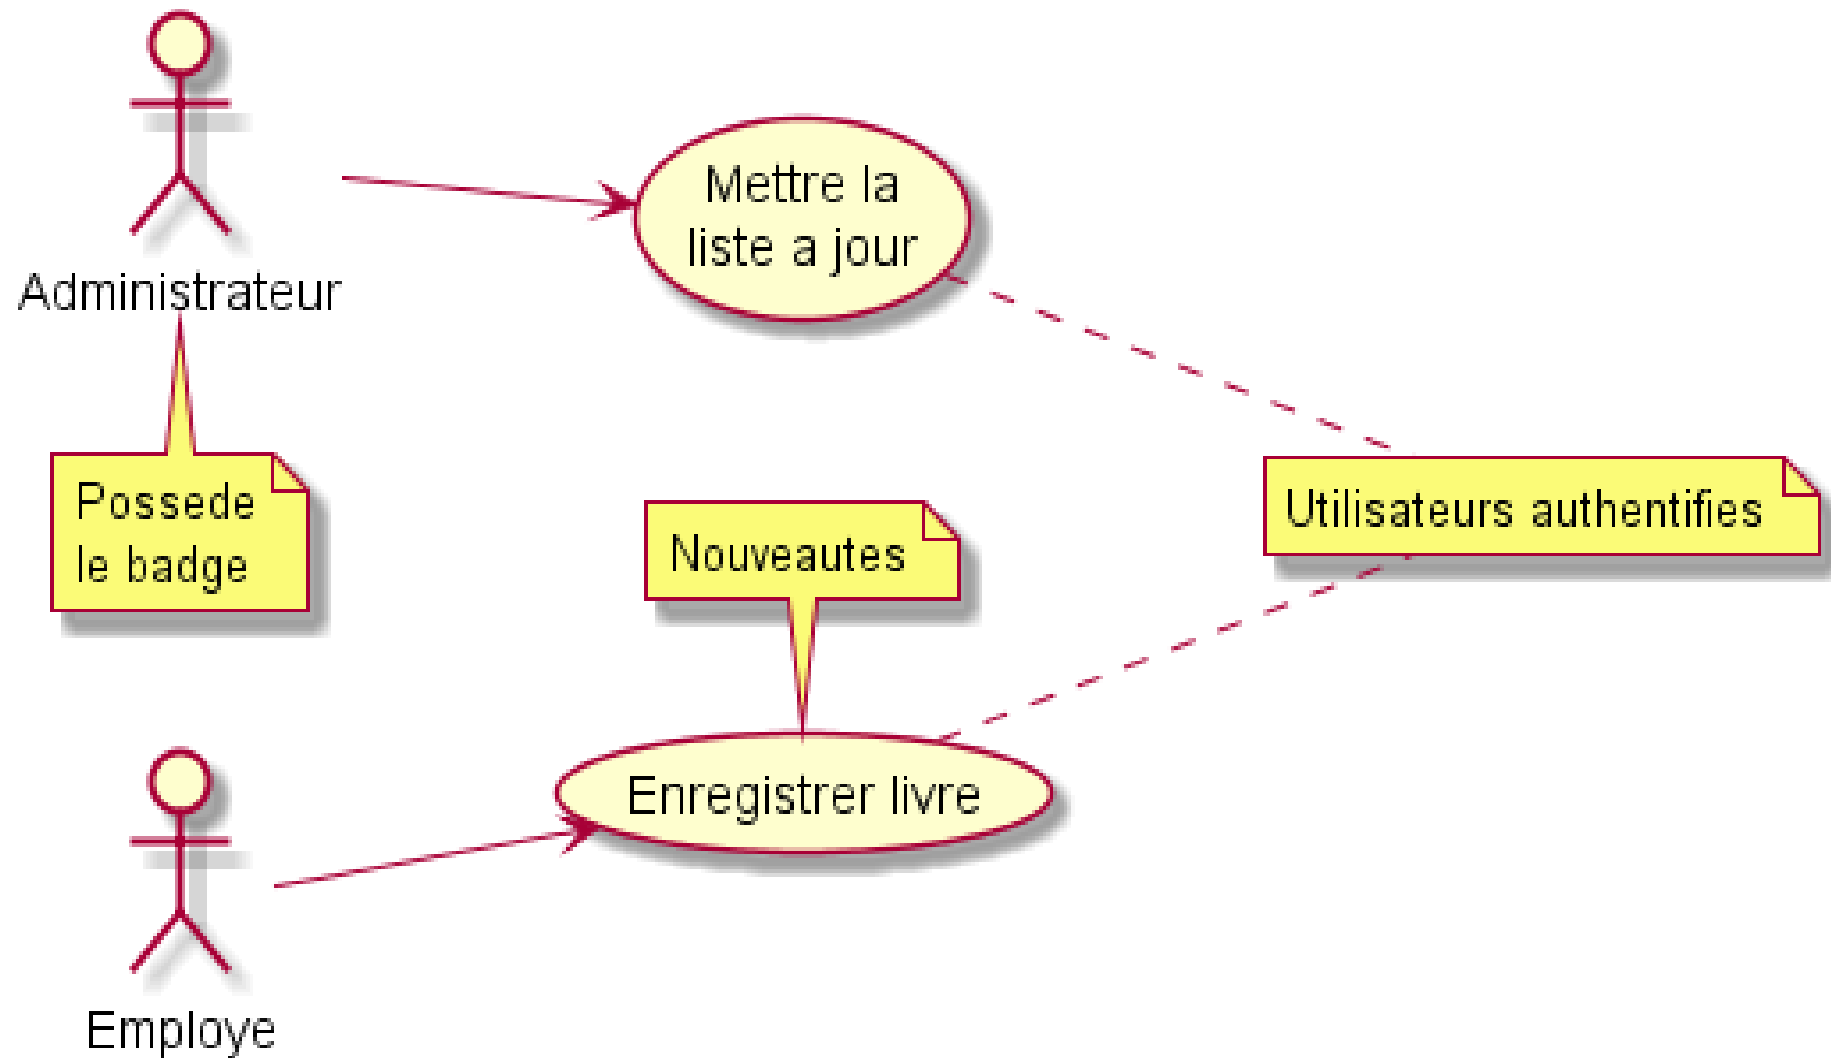 Mettre la
liste a jour
Administrateur
Possede
le badge
Utilisateurs authentifies
Nouveautes
Enregistrer livre
Employe